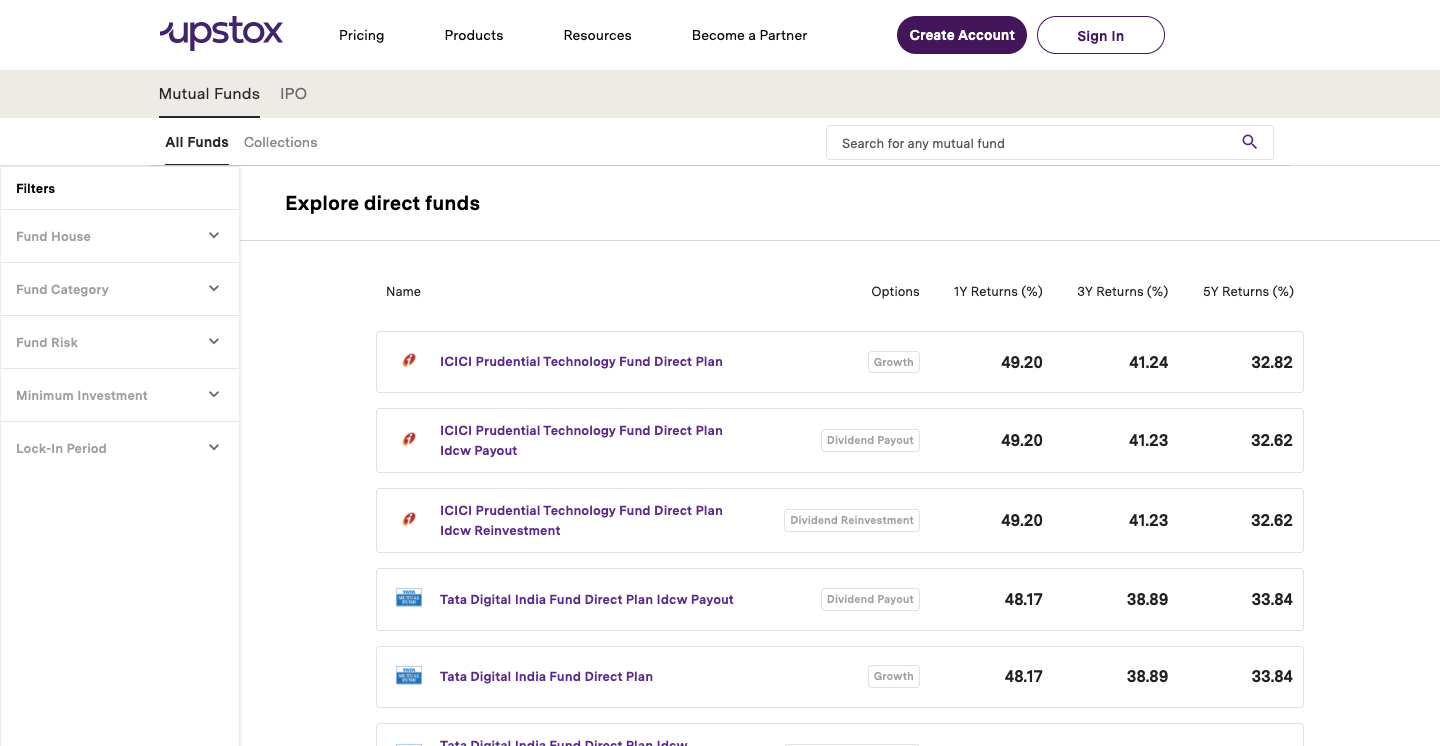 upstox
Pricing
Products
Resources
Become a Partner
Create Account
Sign In
Mutual Funds
IPO
All Funds
Collections
Search for any mutual fund
Filters
Fund House
Fund Category
Fund Risk
Minimum Investment
Lock-In Period
Explore direct funds
Name Options 1Y Returns (%) 3Y Returns (%) 5Y Returns (%)
ICICI Prudential Technology Fund Direct Plan Growth 49.20 41.24 32.82
ICICI Prudential Technology Fund Direct Plan
Idcw Payout
Dividend Payout 49.20 41.23 32.62
ICICI Prudential Technology Fund Direct Plan
Idcw Reinvestment
Dividend Reinvestment 49.20 41.23 32.62
TATA
MUTUAL
FUND
Tata Digital India Fund Direct Plan Idcw Payout Dividend Payout 48.17 38.89 33.84
TATA
MUTUAL
FUND
Tata Digital India Fund Direct Plan Growth 48.17 38.89 33.84
Tata Digital India Fund Direct Plan Idcw